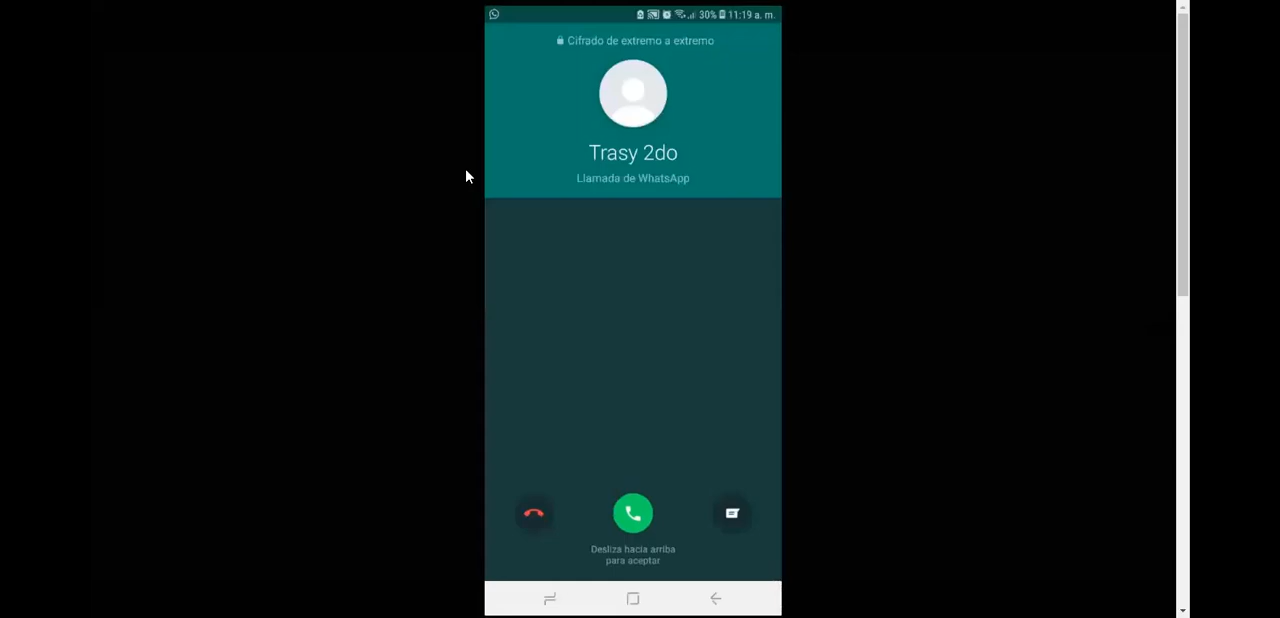 30% 11:19 a. m.
Cifrado de extremo a extremo
Trasy 2do
Llamada de WhatsApp
Desliza hacia arriba
para aceptar